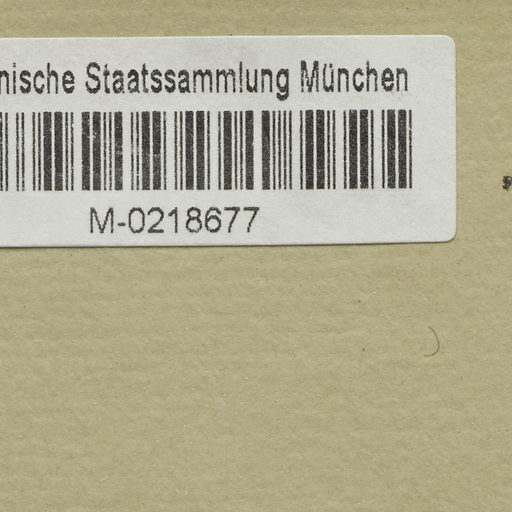 nische Staatssammlung München
M-0218677